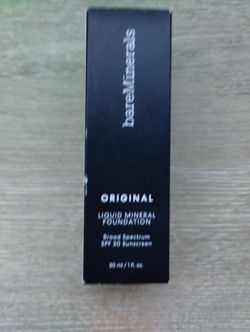 bareMinerals
ORIGINAL
LIQUID MINERAL
FOUNDATION
Broad Spectrum
SPF 20 Sunscreen
30 ml / 1 fl. oz.